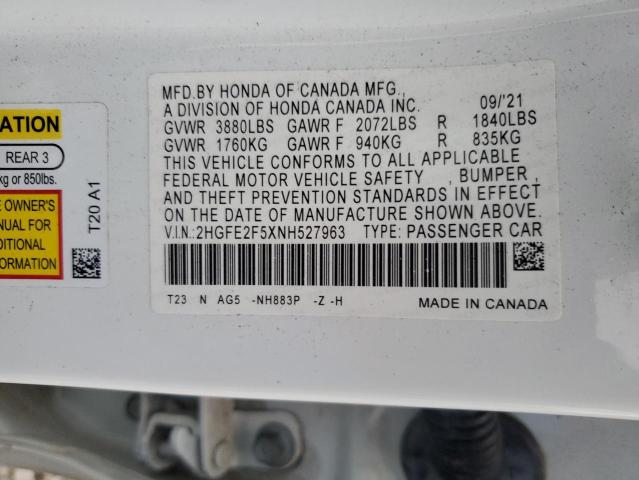 ATION
REAR 3
kg or 850lbs.
E OWNER'S
NUAL FOR
DITIONAL
FORMATION
T20 A1
MFD.BY HONDA OF CANADA MFG.,
A DIVISION OF HONDA CANADA INC. 09/'21
GVWR 3880LBS GAWR F 2072LBS R 1840LBS
GVWR 1760KG GAWR F 940KG R 835KG
THIS VEHICLE CONFORMS TO ALL APPLICABLE
FEDERAL MOTOR VEHICLE SAFETY , BUMPER ,
AND THEFT PREVENTION STANDARDS IN EFFECT
ON THE DATE OF MANUFACTURE SHOWN ABOVE.
V.I.N.:2HGFE2F5XNH527963 TYPE: PASSENGER CAR
T23 N AG5 -NH883P -Z -H
MADE IN CANADA